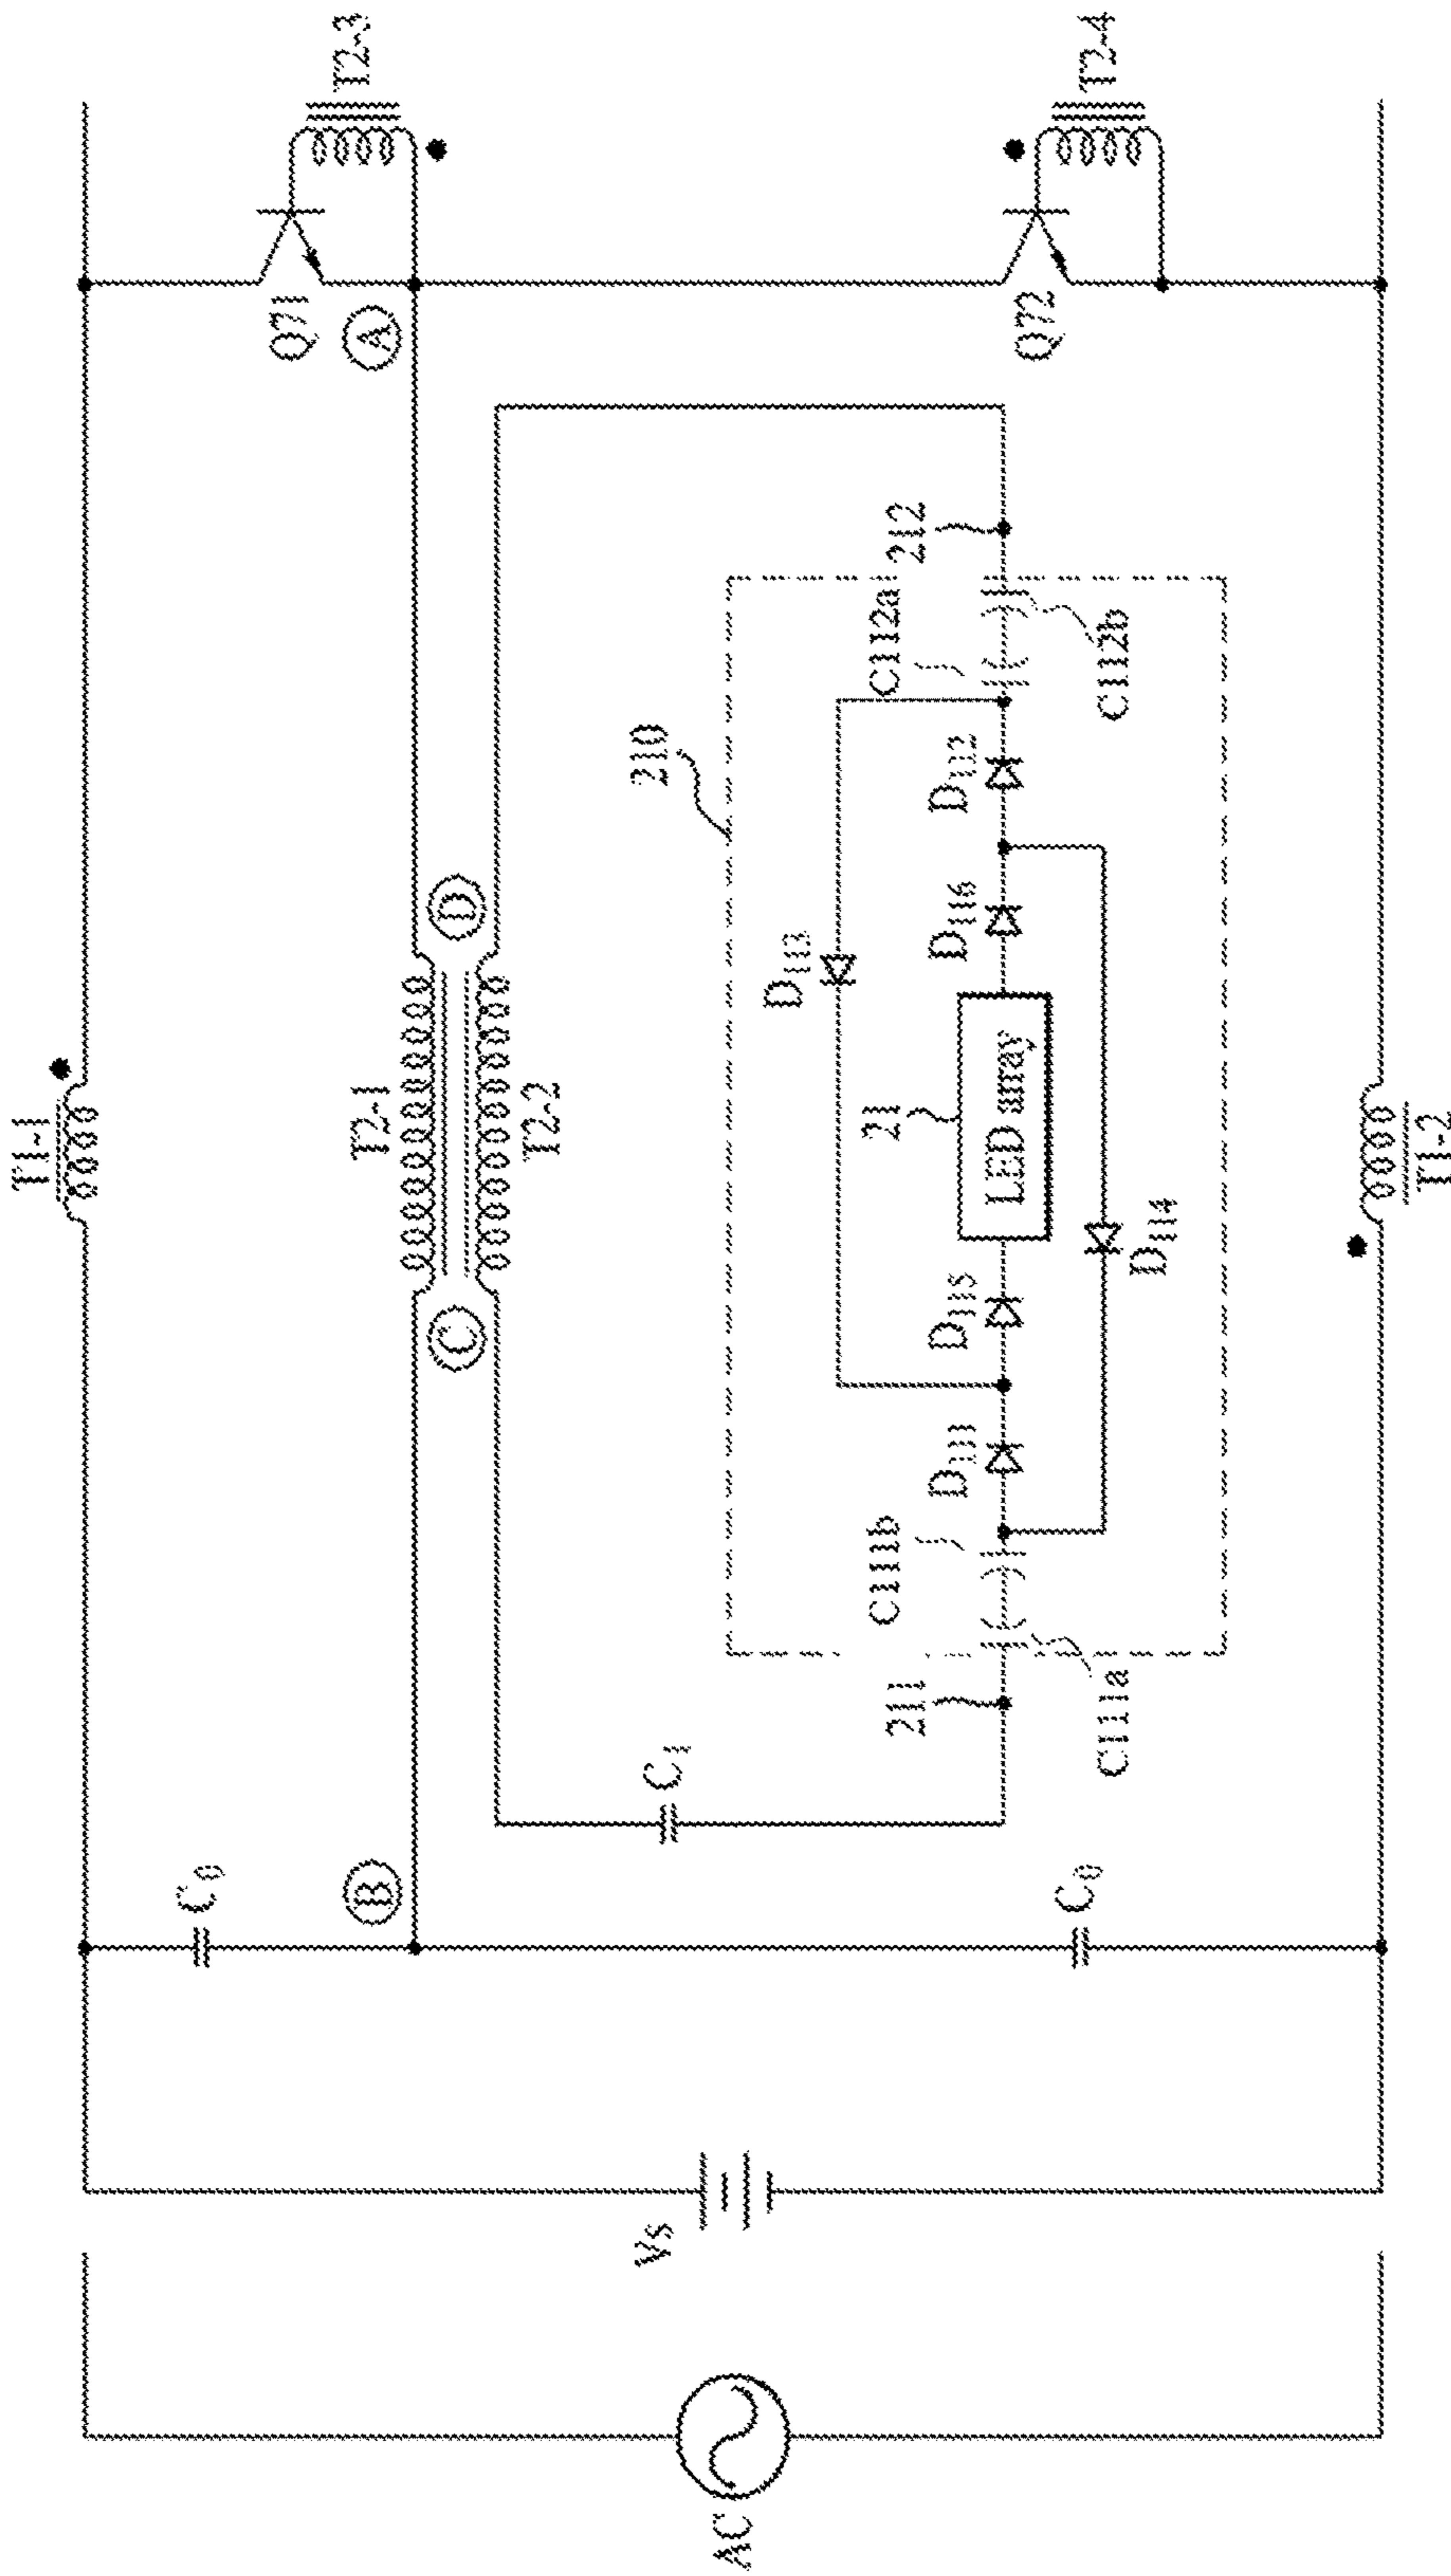 T1-1
T2-3
Q71
A
C0
B
T2-1
C
D
T2-2
Vs
AC
C1
210
D113
212
C112a
C112b
D112
D116
21
LED array
D115
D111
D114
C111b
211
C111a
Q72
T2-4
C0
T1-2